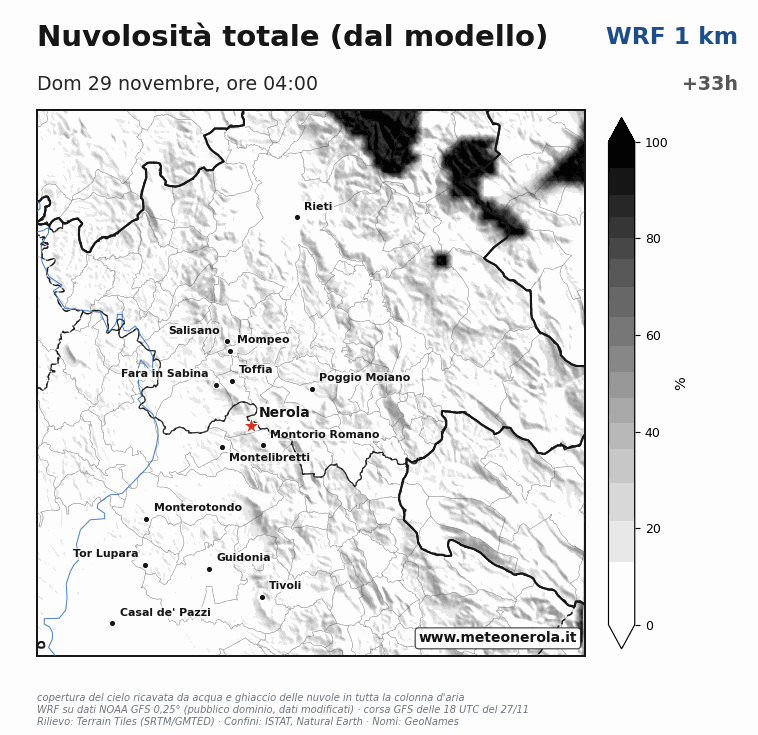 Nuvolosità totale (dal modello)
WRF 1 km
Dom 29 novembre, ore 04:00
+33h
Rieti
Salisano
Mompeo
Toffia
Fara in Sabina
Poggio Moiano
Nerola
Montorio Romano
Montelibretti
Monterotondo
Tor Lupara
Guidonia
Tivoli
Casal de' Pazzi
www.meteonerola.it
100
80
60
40
20
0
%
copertura del cielo ricavata da acqua e ghiaccio delle nuvole in tutta la colonna d'aria
WRF su dati NOAA GFS 0,25° (pubblico dominio, dati modificati) · corsa GFS delle 18 UTC del 27/11
Rilievo: Terrain Tiles (SRTM/GMTED) · Confini: ISTAT, Natural Earth · Nomi: GeoNames